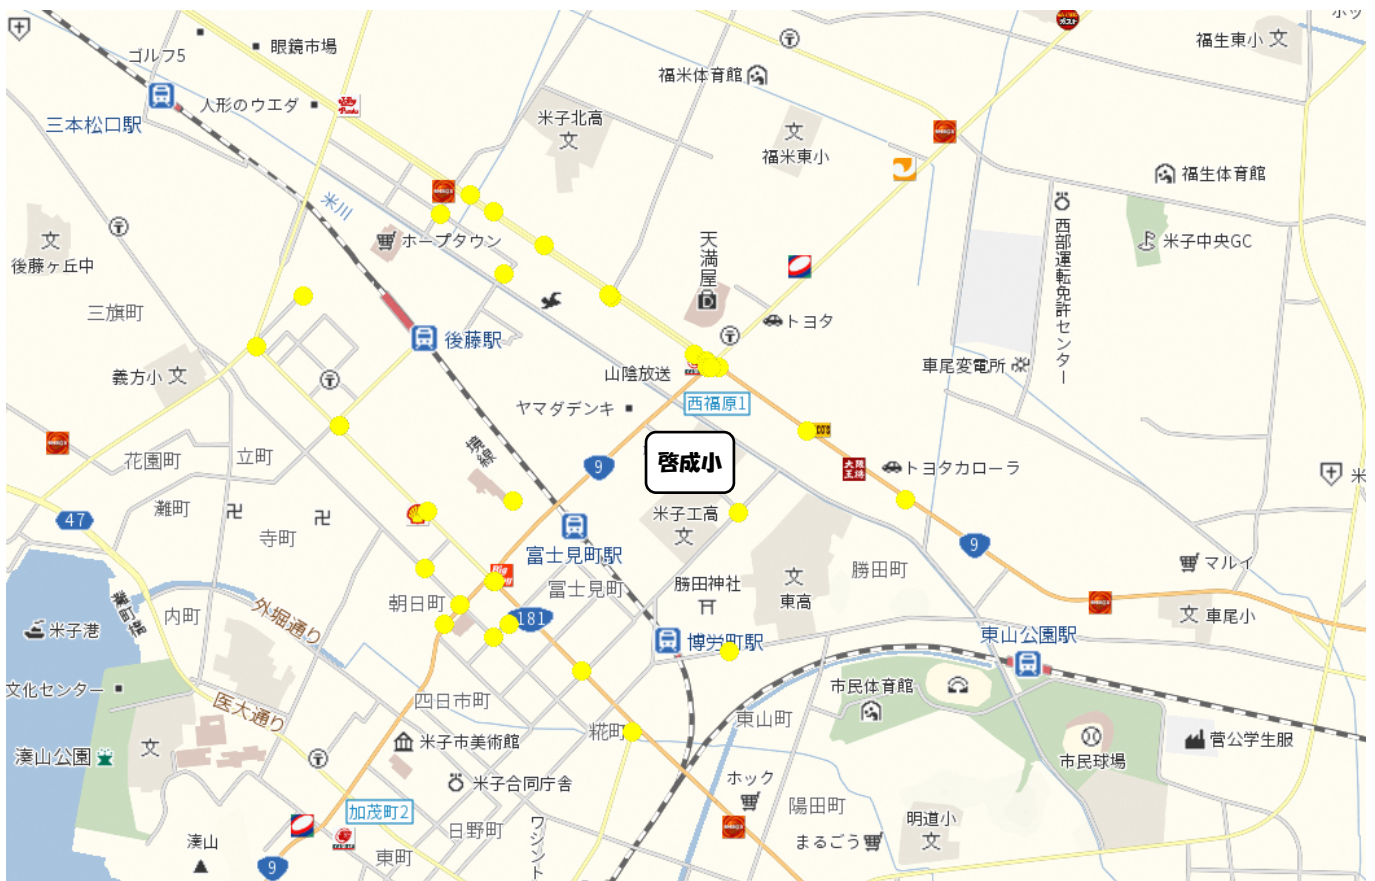 ホッ
福生東小
眼鏡市場
ゴルフ5
福米体育館
人形のウエダ
三本松口駅
米子北高
福米東小
福生体育館
米川
ホープタウン
天満屋
西部運転免許センター
米子中央GC
後藤ヶ丘中
三旗町
トヨタ
後藤駅
山陰放送
車尾変電所
義方小
西福原1
ヤマダデンキ
境線
啓成小
9
トヨタカローラ
米
花園町
立町
灘町
47
寺町
米子工高
9
富士見町駅
マルイ
勝田町
勝田神社
富士見町
東高
朝日町
内町
外堀通り
181
車尾小
米子港
博労町駅
東山公園駅
文化センター
四日市町
市民体育館
医大通り
東山町
糀町
米子市美術館
菅公学生服
湊山公園
市民球場
米子合同庁舎
ホック
陽田町
加茂町2
明道小
日野町
ワシント
まるごう
湊山
東町
9